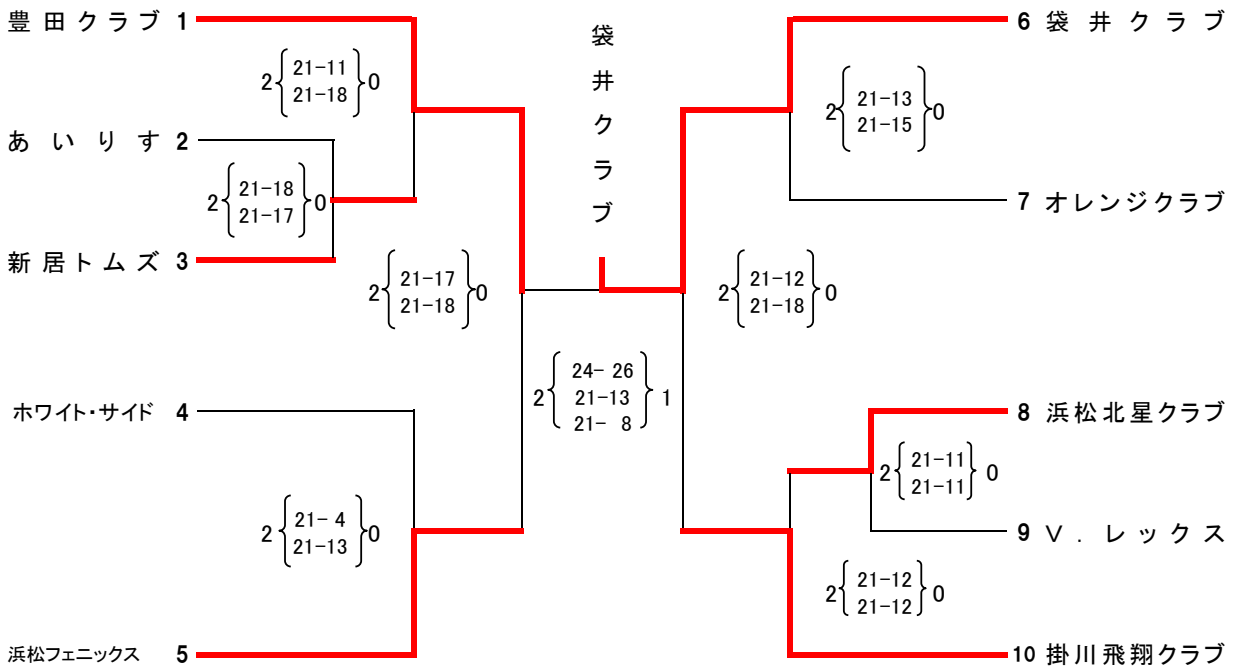 豊田クラブ 1
2 { 21-11 21-18 } 0
あいりす 2
2 { 21-18 21-17 } 0
新居トムズ 3
2 { 21-17 21-18 } 0
ホワイト・サイド 4
2 { 21- 4 21-13 } 0
浜松フェニックス 5
袋井クラブ
2 { 24- 26 21-13 21- 8 } 1
6 袋井クラブ
2 { 21-13 21-15 } 0
7 オレンジクラブ
2 { 21-12 21-18 } 0
8 浜松北星クラブ
2 { 21-11 21-11 } 0
9 V.レックス
2 { 21-12 21-12 } 0
10 掛川飛翔クラブ